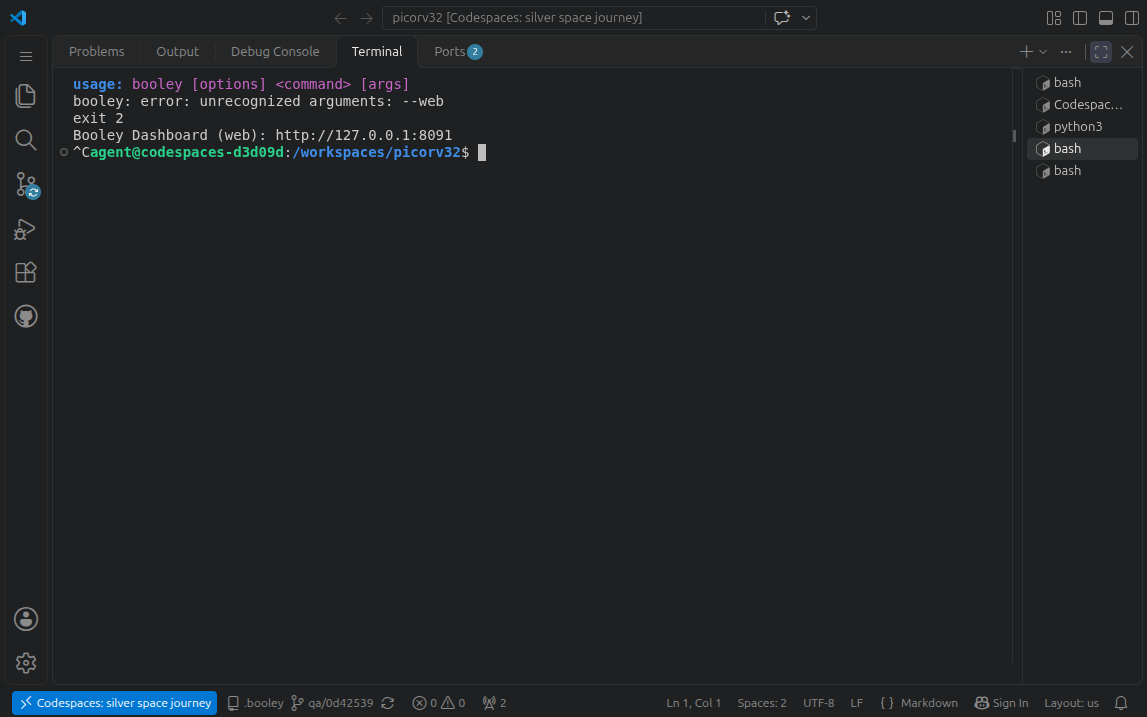 picorv32 [Codespaces: silver space journey]
Problems
Output
Debug Console
Terminal
Ports 2
usage: booley [options] <command> [args]
booley: error: unrecognized arguments: --web
exit 2
Booley Dashboard (web): http://127.0.0.1:8091
^Cagent@codespaces-d3d09d:/workspaces/picorv32$
bash
Codespac...
python3
bash
bash
Codespaces: silver space journey
.booley
qa/0d42539
0
0
2
Ln 1, Col 1
Spaces: 2
UTF-8
LF
{ } Markdown
Sign In
Layout: us